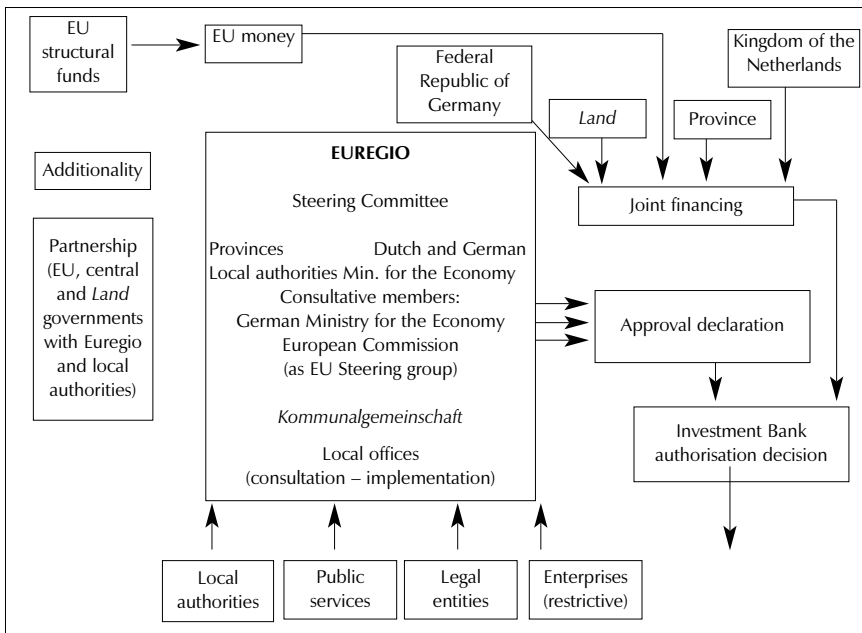 EU
structural
funds
EU money
Federal
Republic of
Germany
Kingdom of the
Netherlands
Land
Province
Joint financing
Additionality
Partnership
(EU, central
and Land
governments
with Euregio
and local
authorities)
EUREGIO
Steering Committee
Provinces Dutch and German
Local authorities Min. for the Economy
Consultative members:
German Ministry for the Economy
European Commission
(as EU Steering group)
Kommunalgemeinschaft
Local offices
(consultation – implementation)
Approval declaration
Investment Bank
authorisation decision
Local
authorities
Public
services
Legal
entities
Enterprises
(restrictive)